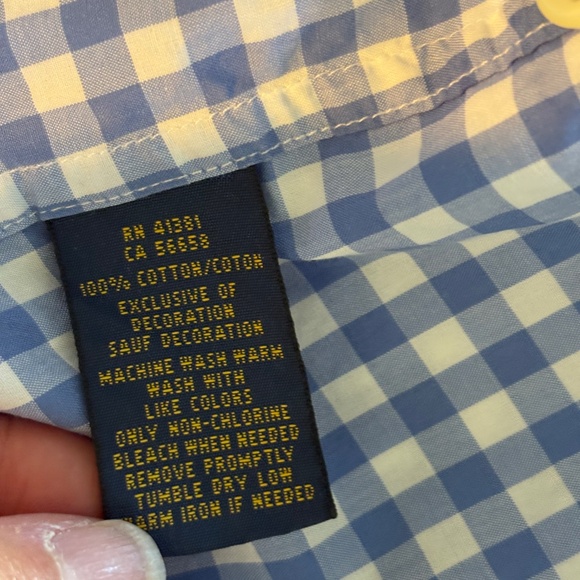 RN 41381
CA 56658
100% COTTON/COTON
EXCLUSIVE OF
DECORATION
SAUF DECORATION
MACHINE WASH WARM
WASH WITH
LIKE COLORS
ONLY NON-CHLORINE
BLEACH WHEN NEEDED
REMOVE PROMPTLY
TUMBLE DRY LOW
WARM IRON IF NEEDED